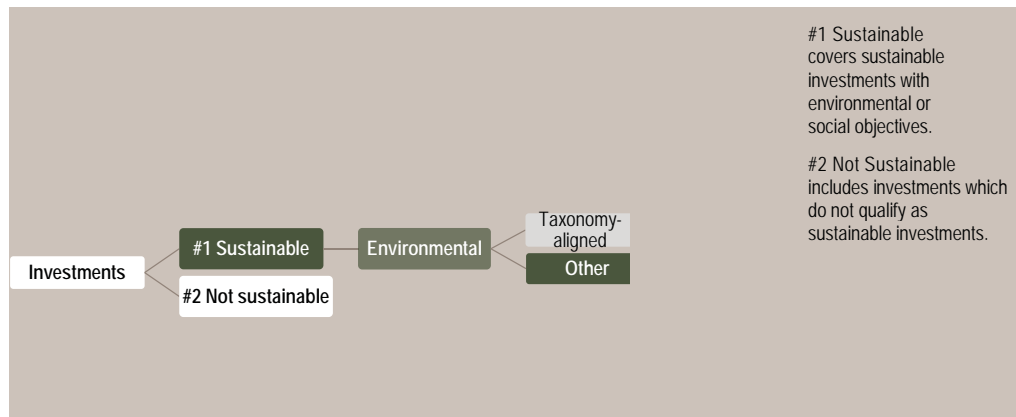 #1 Sustainable
covers sustainable
investments with
environmental or
social objectives.
#2 Not Sustainable
includes investments which
do not qualify as
sustainable investments.
Taxonomy-
aligned
#1 Sustainable
Environmental
Other
Investments
#2 Not sustainable